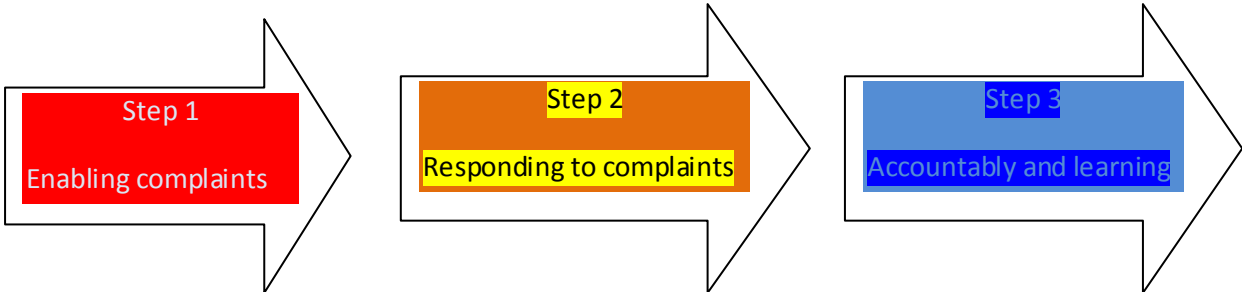 Step 1
Enabling complaints
Step 2
Responding to complaints
Step 3
Accountably and learning